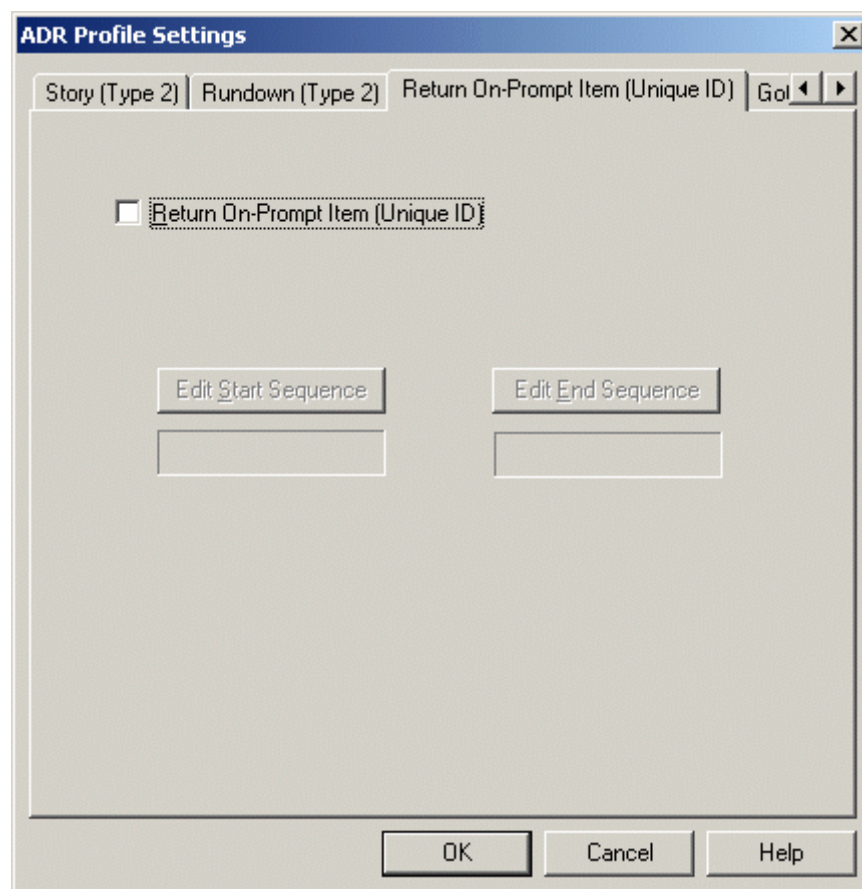 ADR Profile Settings
Story (Type 2) Rundown (Type 2) Return On-Prompt Item (Unique ID)
Return On-Prompt Item (Unique ID)
Edit Start Sequence Edit End Sequence
OK Cancel Help